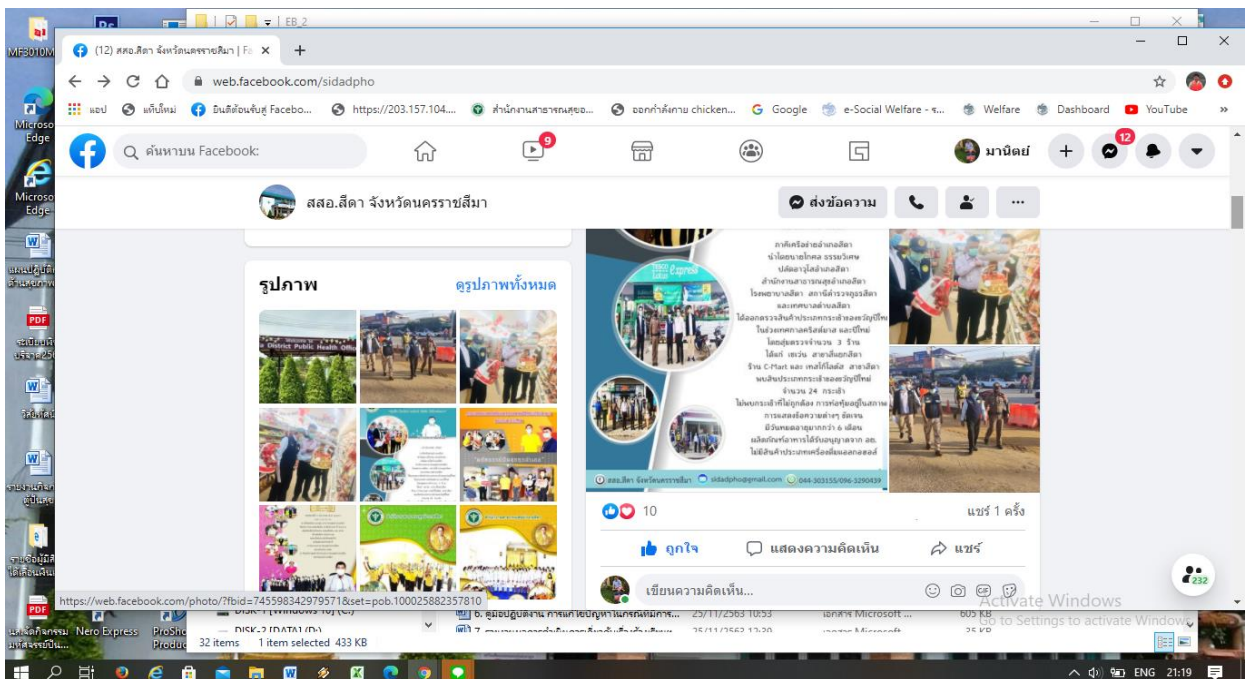 EB_2
MF3010M
(12) สสอ.สีดา จังหวัดนครราชสีมา | Fa
web.facebook.com/sidadpho
แอป
แท็บใหม่
ยินดีต้อนรับสู่ Facebo...
https://203.157.104....
สำนักงานสาธารณสุขอ...
ออกกำลังกาย chicken...
Google
e-Social Welfare - ร...
Welfare
Dashboard
YouTube
Microso
Edge
ค้นหาบน Facebook:
9
มานิตย์
12
Microso
Edge
สสอ.สีดา จังหวัดนครราชสีมา
ส่งข้อความ
รูปภาพ
ดูรูปภาพทั้งหมด
District Public Health Offi
express
ภาคีเครือข่ายอำเภอสีดา
นำโดยนายโกศล ธรรมวิเศษ
ปลัดอาวุโสอำเภอสีดา
สำนักงานสาธารณสุขอำเภอสีดา
โรงพยาบาลสีดา สถานีตำรวจภูธรสีดา
และเทศบาลตำบลสีดา
ได้ออกตรวจสินค้าประเภทกระเช้าของขวัญปีใหม่
ในช่วงเทศกาลคริสต์มาส และปีใหม่
โดยสุ่มตรวจจำนวน 3 ร้าน
ได้แก่ เซเว่น สาขาสี่แยกสีดา
ร้าน C-Mart และ เทสโก้โลตัส สาขาสีดา
พบสินประเภทกระเช้าของขวัญปีใหม่
จำนวน 24 กระเช้า
ไม่พบกระเช้าที่ไม่ถูกต้อง การห่อหุ้มอยู่ในสภาพ
การแสดงข้อความต่างๆ ชัดเจน
มีวันหมดอายุมากกว่า 6 เดือน
ผลิตภัณฑ์อาหารได้รับอนุญาตจาก อย.
ไม่มีสินค้าประเภทเครื่องดื่มแอลกอฮอล์
สสอ.สีดา จังหวัดนครราชสีมา sidadpho@gmail.com 044-303155/096-3290439
10
แชร์ 1 ครั้ง
ถูกใจ
แสดงความคิดเห็น
แชร์
เขียนความคิดเห็น...
GIF
232
PDF
PDF
https://web.facebook.com/photo/?fbid=745598342979571&set=pob.100025882357810
Activate Windows
Go to Settings to activate Windows.
25/11/2563 10:53
เอกสาร Microsoft ...
605 KB
Nero Express
ProSho
Produc
32 items
1 item selected 433 KB
ENG
21:19